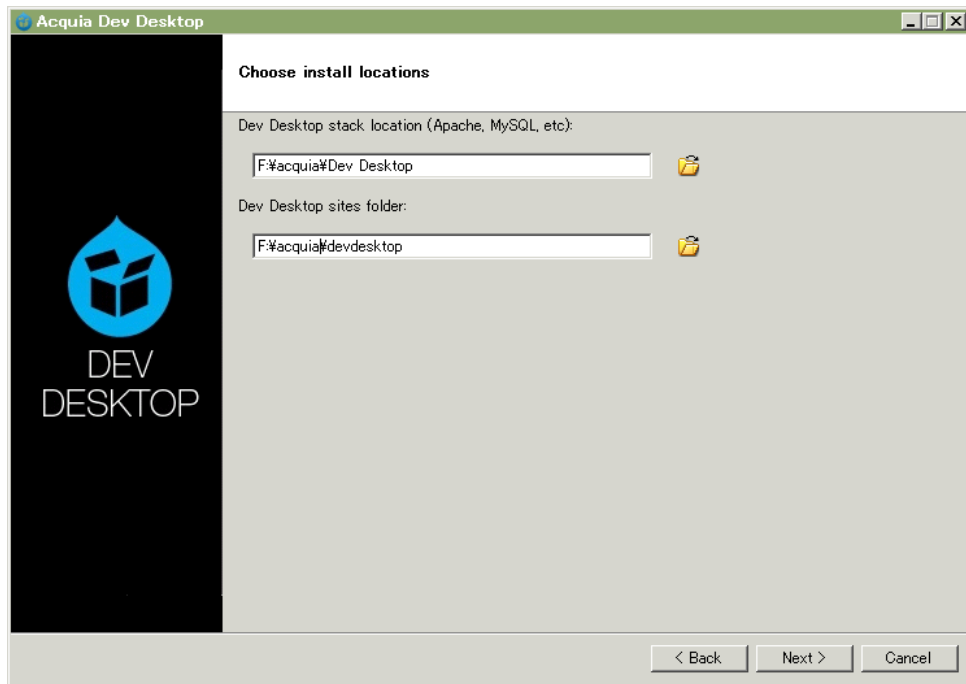 Acquia Dev Desktop
Choose install locations
Dev Desktop stack location (Apache, MySQL, etc):
F:¥acquia¥Dev Desktop
Dev Desktop sites folder:
F:¥acquia¥devdesktop
DEV
DESKTOP
< Back
Next >
Cancel